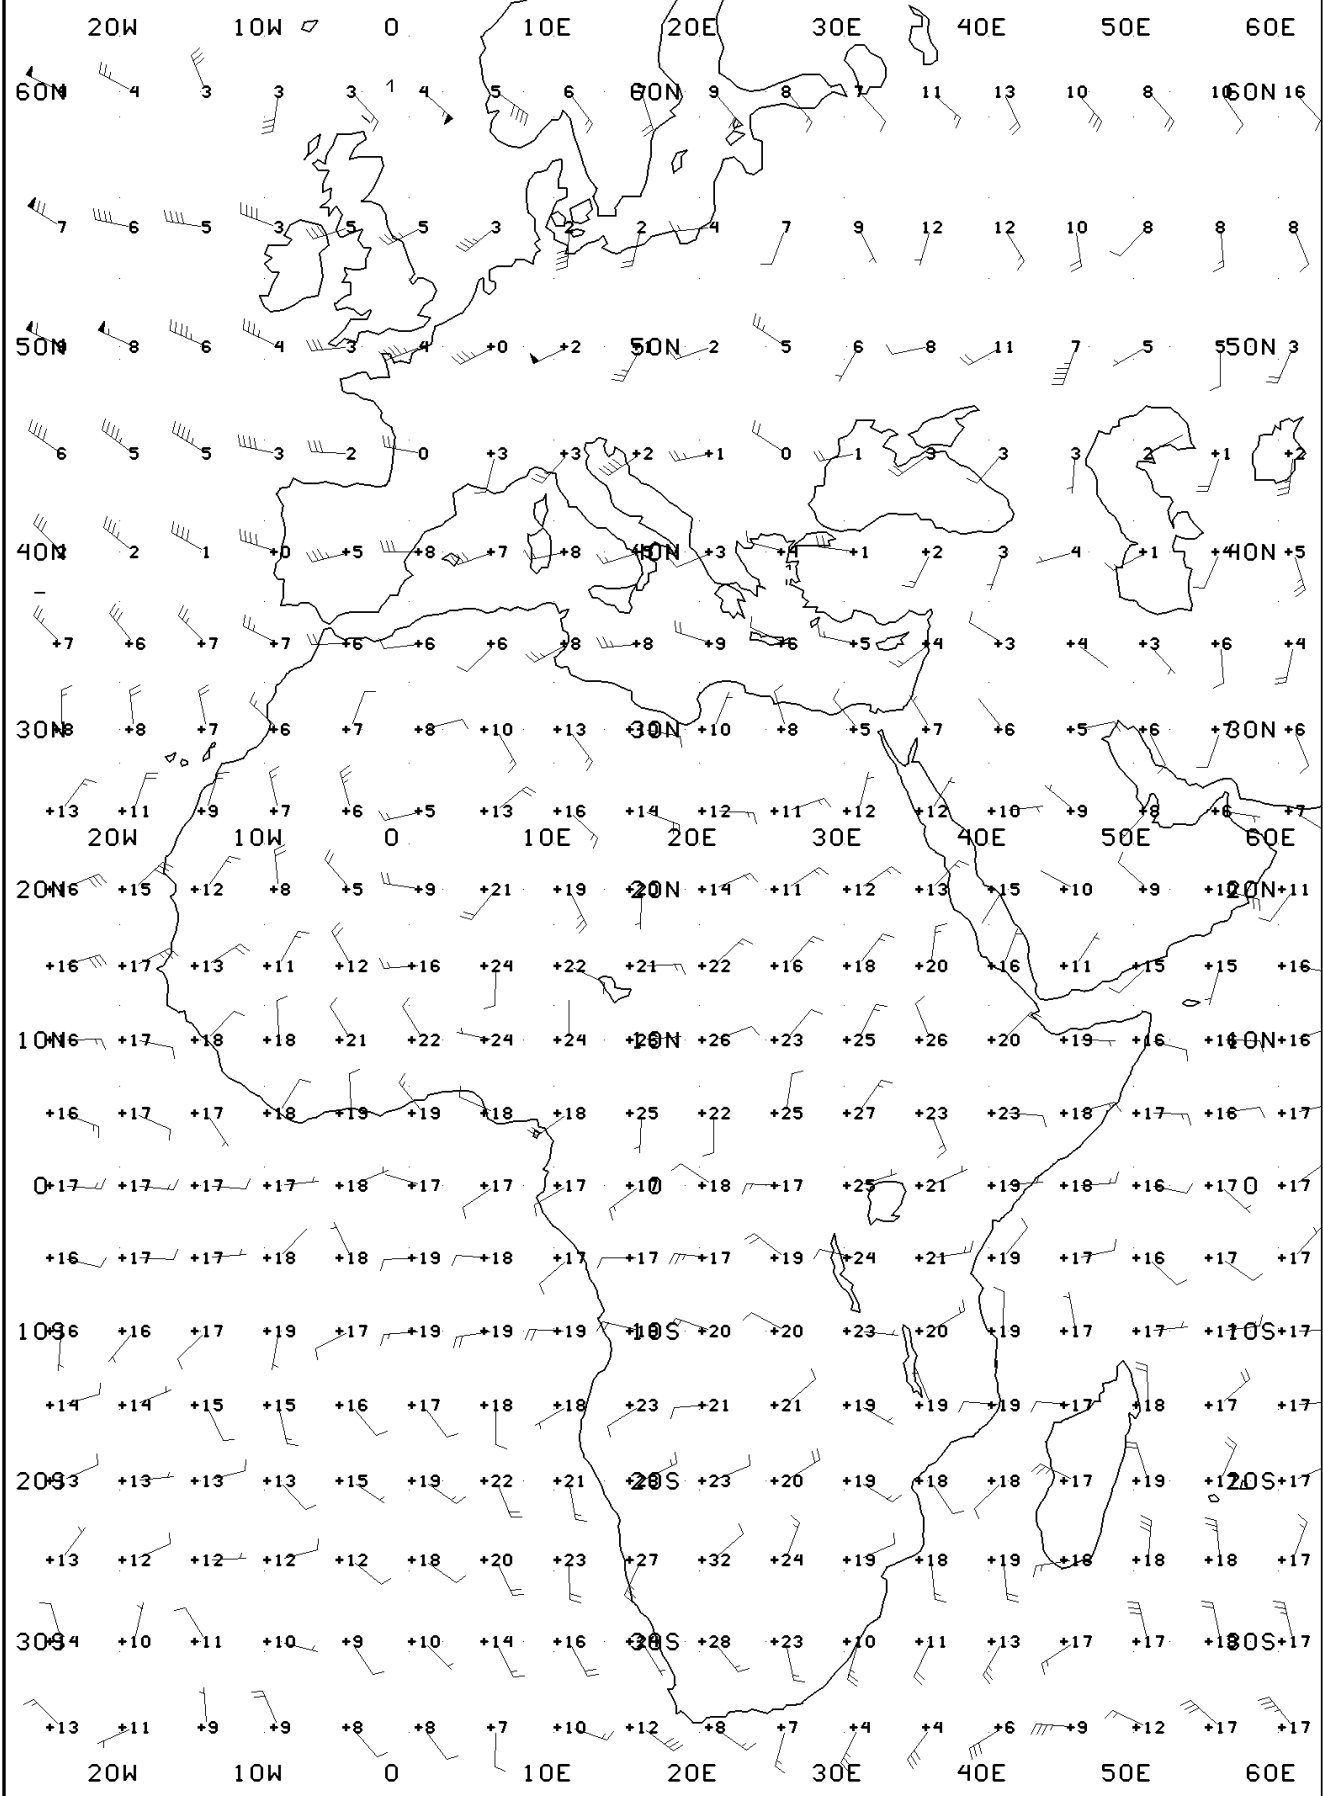 20W 10W 0 10E 20E 30E 40E 50E 60E
60N 4 3 3 3 1 4 5 6 60N 9 8 7 11 13 10 8 10 60N 16
7 6 5 3 5 5 3 2 2 4 7 9 12 12 10 8 8 8
50N 8 6 4 3 4 +0 +2 50N 2 5 6 8 11 7 5 5 50N 3
6 5 5 3 2 0 +3 +3 +2 +1 0 1 3 3 3 2 +1 +2
40N 2 1 +0 +5 +8 +7 +8 40N +3 +4 +1 +2 3 4 +1 +4 40N +5
+7 +6 +7 +7 +6 +6 +6 +8 +8 +9 +6 +5 +4 +3 +4 +3 +6 +4
30N +8 +8 +7 +6 +7 +8 +10 +13 30N +10 +8 +5 +7 +6 +5 +6 +7 30N +6
+13 +11 +9 +7 +6 +5 +13 +16 +14 +12 +11 +12 +12 +10 +9 +8 +6 +7
20W 10W 0 10E 20E 30E 40E 50E 60E
20N +16 +15 +12 +8 +5 +9 +21 +19 +20 20N +14 +11 +12 +13 +15 +10 +9 20N +11
+16 +17 +13 +11 +12 +16 +24 +22 +21 +22 +16 +18 +20 +16 +11 +15 +15 +16
10N +16 +17 +18 +18 +21 +22 +24 +24 10N +26 +23 +25 +26 +20 +19 +16 10N +16
+16 +17 +17 +18 +19 +19 +18 +18 +25 +22 +25 +27 +23 +23 +18 +17 +16 +17
0 +17 +17 +17 +17 +18 +17 +17 +17 +17 0 +18 +17 +25 +21 +19 +18 +16 +17 0 +17
+16 +17 +17 +18 +18 +19 +18 +17 +17 +17 +19 +24 +21 +19 +17 +16 +17 +17
10S +16 +16 +17 +19 +17 +19 +19 +19 10S +20 +20 +23 +20 +19 +17 +17 10S +17
+14 +14 +15 +15 +16 +17 +18 +18 +23 +21 +21 +19 +19 +19 +17 +18 +17 +17
20S +13 +13 +13 +13 +15 +19 +22 +21 20S +23 +20 +19 +18 +18 +17 +19 20S +17
+13 +12 +12 +12 +12 +18 +20 +23 +27 +32 +24 +19 +18 +19 +18 +18 +18 +17
30S +14 +10 +11 +10 +9 +10 +14 +16 30S +28 +23 +10 +11 +13 +17 +17 30S +17
+13 +11 +9 +9 +8 +8 +7 +10 +12 +8 +7 +4 +4 +6 +9 +12 +17 +17
20W 10W 0 10E 20E 30E 40E 50E 60E